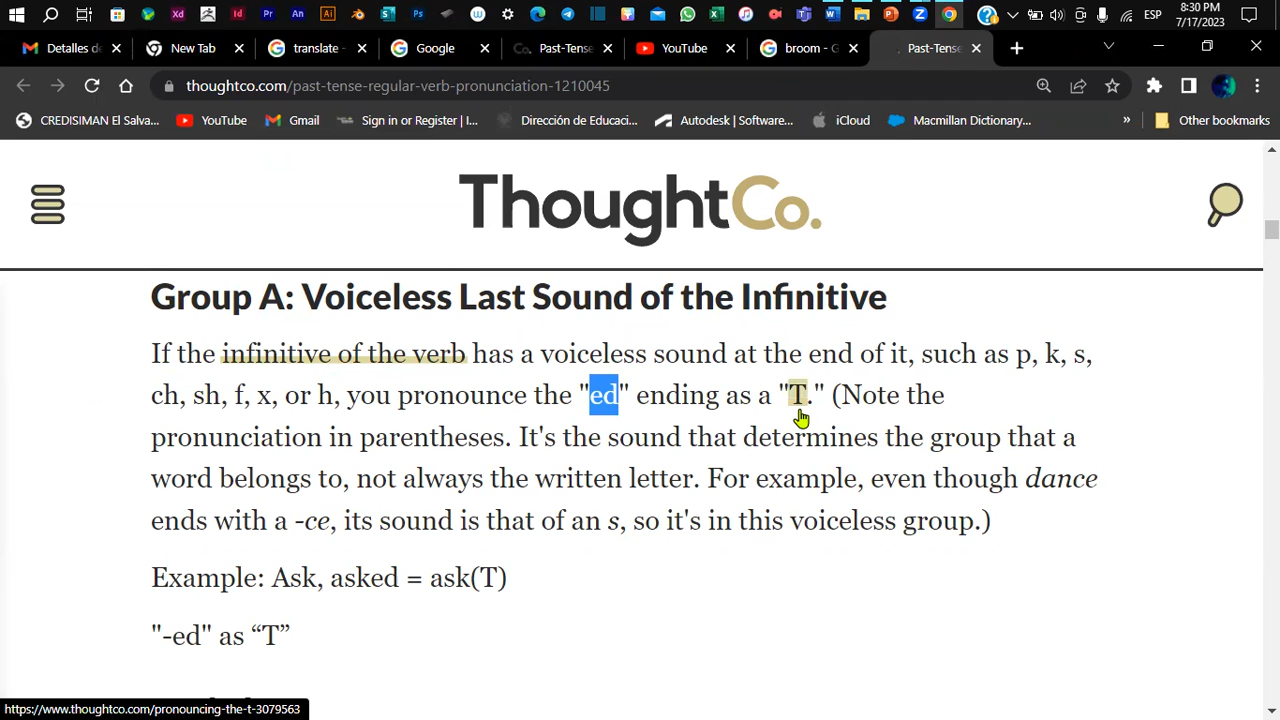 8:30 PM
ESP
7/17/2023
Detalles de
New Tab
translate -
Google
Past-Tense
YouTube
broom - G
Past-Tense
thoughtco.com/past-tense-regular-verb-pronunciation-1210045
CREDISIMAN El Salva...
YouTube
Gmail
Sign in or Register | I...
Dirección de Educaci...
Autodesk | Software...
iCloud
Macmillan Dictionary...
»
Other bookmarks
ThoughtCo.
Group A: Voiceless Last Sound of the Infinitive
If the infinitive of the verb has a voiceless sound at the end of it, such as p, k, s,
ch, sh, f, x, or h, you pronounce the "ed" ending as a "T." (Note the
pronunciation in parentheses. It's the sound that determines the group that a
word belongs to, not always the written letter. For example, even though dance
ends with a -ce, its sound is that of an s, so it's in this voiceless group.)
Example: Ask, asked = ask(T)
"-ed" as “T”
https://www.thoughtco.com/pronouncing-the-t-3079563